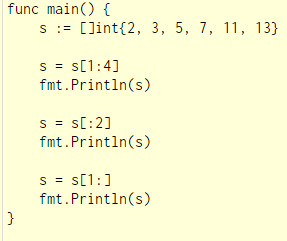 func main() {
    s := []int{2, 3, 5, 7, 11, 13}

    s = s[1:4]
    fmt.Println(s)

    s = s[:2]
    fmt.Println(s)

    s = s[1:]
    fmt.Println(s)
}